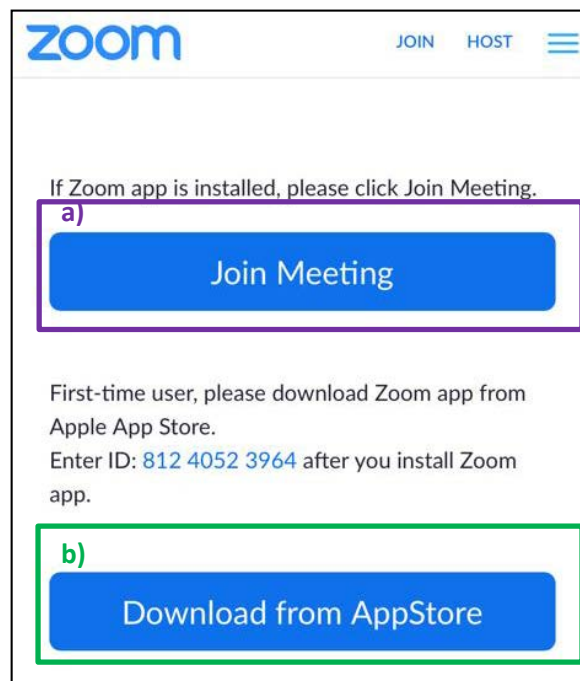 zoom JOIN HOST
If Zoom app is installed, please click Join Meeting.
a)
Join Meeting
First-time user, please download Zoom app from
Apple App Store.
Enter ID: 812 4052 3964 after you install Zoom
app.
b)
Download from AppStore